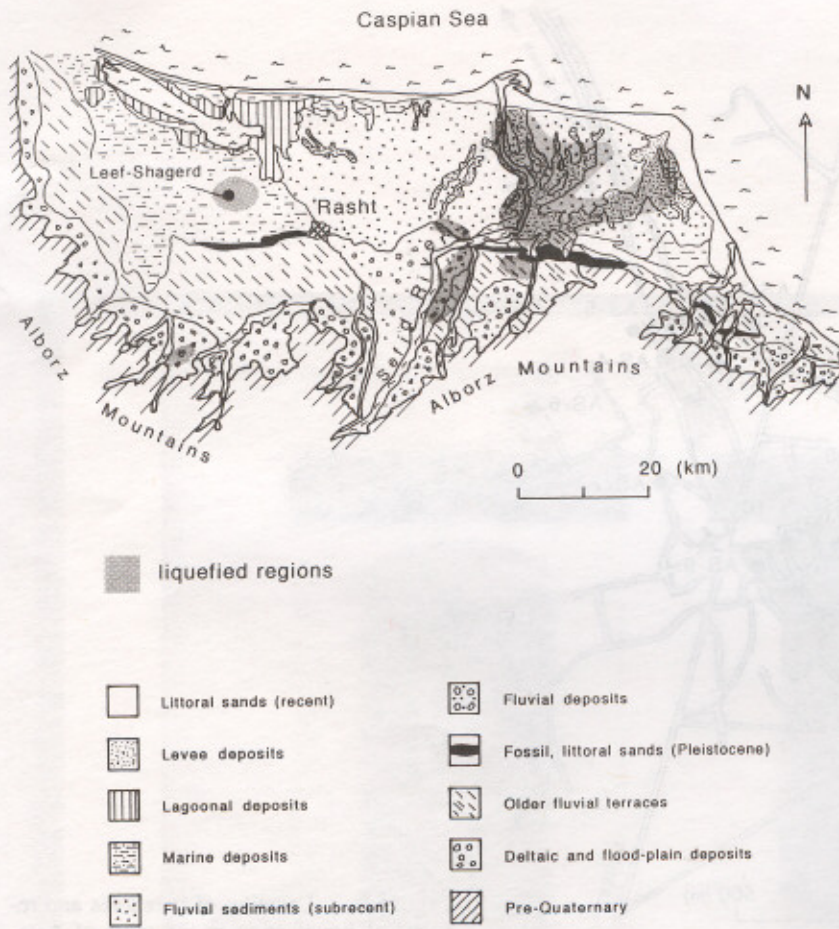 Caspian Sea
N
Leef-Shagerd
Rasht
Alborz
Mountains
Alborz Mountains
0 20 (km)
liquefied regions
Littoral sands (recent)
Levee deposits
Lagoonal deposits
Marine deposits
Fluvial sediments (subrecent)
Fluvial deposits
Fossil, littoral sands (Pleistocene)
Older fluvial terraces
Deltaic and flood-plain deposits
Pre-Quaternary